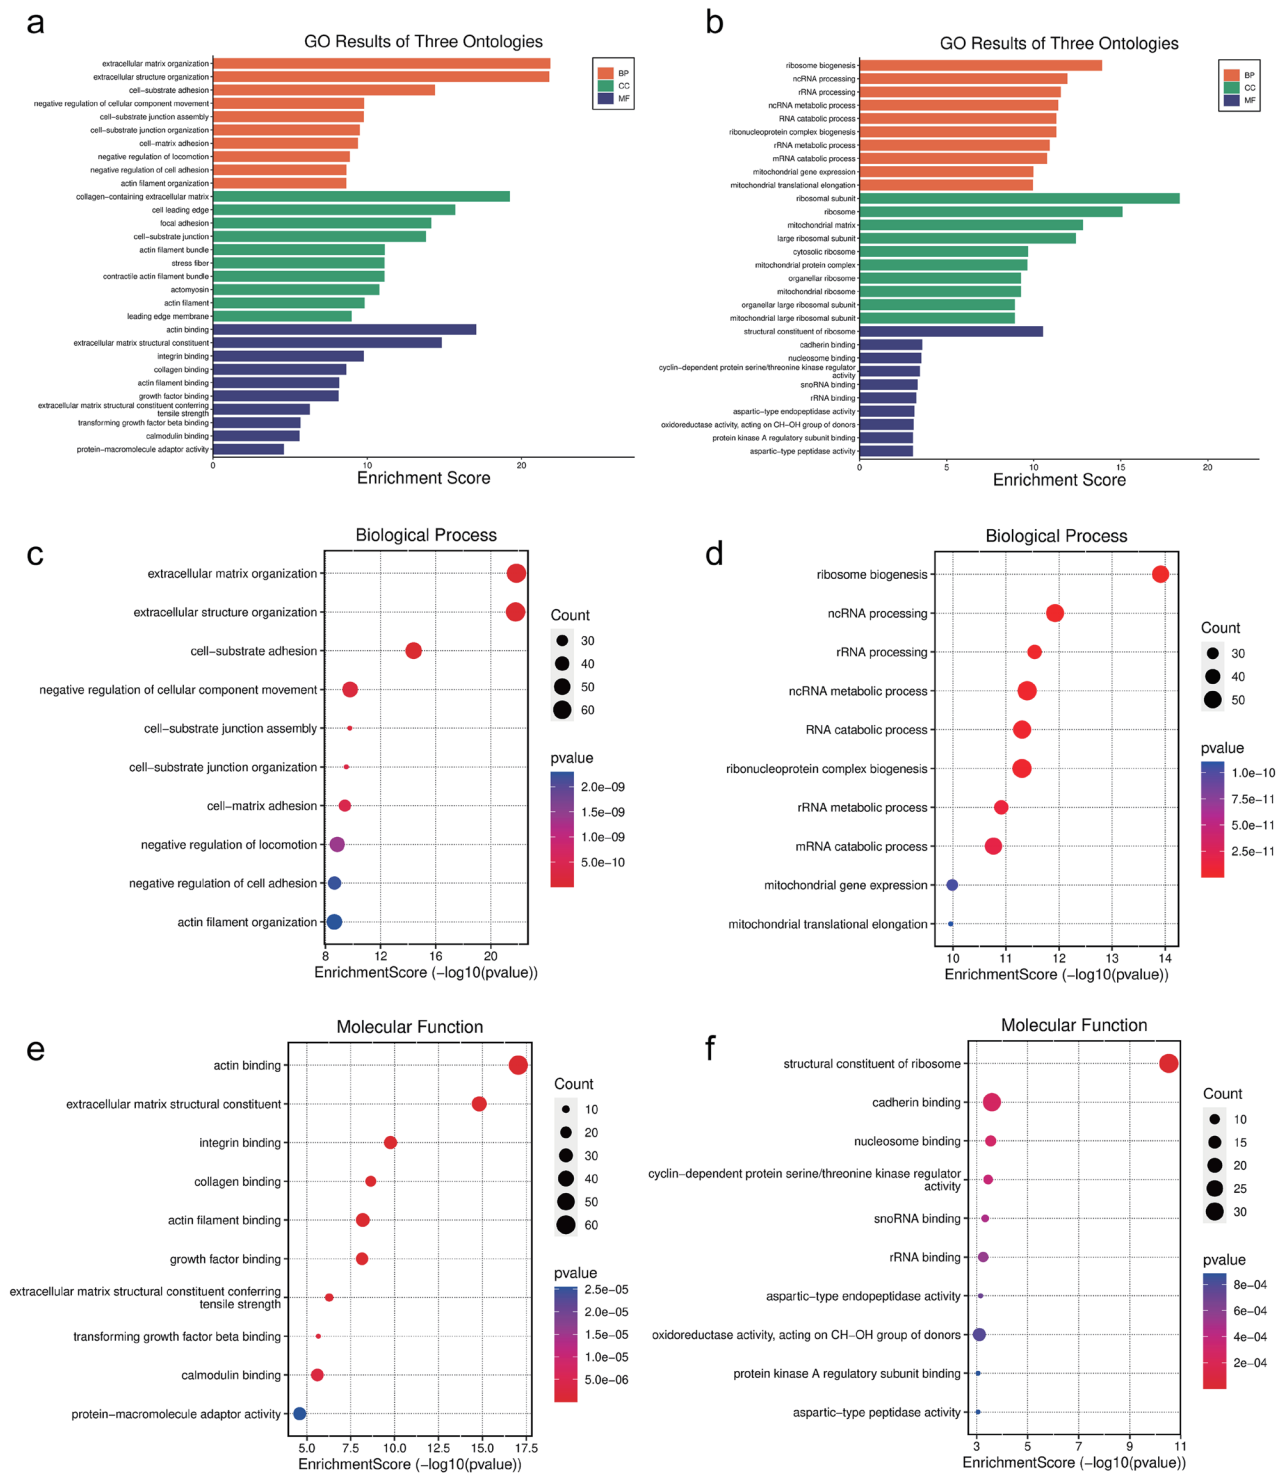 a
GO Results of Three Ontologies
extracellular matrix organization
extracellular structure organization
cell−substrate adhesion
negative regulation of cellular component movement
cell−substrate junction assembly
cell−substrate junction organization
cell−matrix adhesion
negative regulation of locomotion
negative regulation of cell adhesion
actin filament organization
collagen−containing extracellular matrix
cell leading edge
focal adhesion
cell−substrate junction
actin filament bundle
stress fiber
contractile actin filament bundle
actomyosin
actin filament
leading edge membrane
actin binding
extracellular matrix structural constituent
integrin binding
collagen binding
actin filament binding
growth factor binding
extracellular matrix structural constituent conferring
tensile strength
transforming growth factor beta binding
calmodulin binding
protein−macromolecule adaptor activity
0 10 20
Enrichment Score
BP
CC
MF
b
GO Results of Three Ontologies
ribosome biogenesis
ncRNA processing
rRNA processing
ncRNA metabolic process
RNA catabolic process
ribonucleoprotein complex biogenesis
rRNA metabolic process
mRNA catabolic process
mitochondrial gene expression
mitochondrial translational elongation
ribosomal subunit
ribosome
mitochondrial matrix
large ribosomal subunit
cytosolic ribosome
mitochondrial protein complex
organellar ribosome
mitochondrial ribosome
organellar large ribosomal subunit
mitochondrial large ribosomal subunit
structural constituent of ribosome
cadherin binding
nucleosome binding
cyclin−dependent protein serine/threonine kinase regulator
activity
snoRNA binding
rRNA binding
aspartic−type endopeptidase activity
oxidoreductase activity, acting on CH−OH group of donors
protein kinase A regulatory subunit binding
aspartic−type peptidase activity
0 5 10 15 20
Enrichment Score
BP
CC
MF
c
Biological Process
extracellular matrix organization
extracellular structure organization
cell−substrate adhesion
negative regulation of cellular component movement
cell−substrate junction assembly
cell−substrate junction organization
cell−matrix adhesion
negative regulation of locomotion
negative regulation of cell adhesion
actin filament organization
8 12 16 20
EnrichmentScore (−log10(pvalue))
Count
30
40
50
60
pvalue
2.0e−09
1.5e−09
1.0e−09
5.0e−10
d
Biological Process
ribosome biogenesis
ncRNA processing
rRNA processing
ncRNA metabolic process
RNA catabolic process
ribonucleoprotein complex biogenesis
rRNA metabolic process
mRNA catabolic process
mitochondrial gene expression
mitochondrial translational elongation
10 11 12 13 14
EnrichmentScore (−log10(pvalue))
Count
30
40
50
pvalue
1.0e−10
7.5e−11
5.0e−11
2.5e−11
e
Molecular Function
actin binding
extracellular matrix structural constituent
integrin binding
collagen binding
actin filament binding
growth factor binding
extracellular matrix structural constituent conferring
tensile strength
transforming growth factor beta binding
calmodulin binding
protein−macromolecule adaptor activity
5.0 7.5 10.0 12.5 15.0 17.5
EnrichmentScore (−log10(pvalue))
Count
10
20
30
40
50
60
pvalue
2.5e−05
2.0e−05
1.5e−05
1.0e−05
5.0e−06
f
Molecular Function
structural constituent of ribosome
cadherin binding
nucleosome binding
cyclin−dependent protein serine/threonine kinase regulator
activity
snoRNA binding
rRNA binding
aspartic−type endopeptidase activity
oxidoreductase activity, acting on CH−OH group of donors
protein kinase A regulatory subunit binding
aspartic−type peptidase activity
3 5 7 9 11
EnrichmentScore (−log10(pvalue))
Count
10
15
20
25
30
pvalue
8e−04
6e−04
4e−04
2e−04